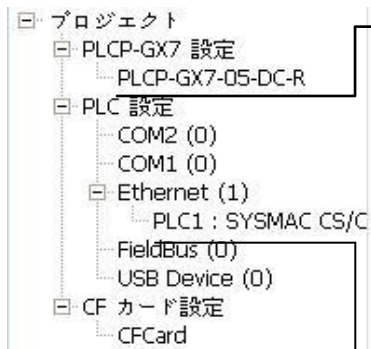 プロジェクト
PLCP-GX7 設定
PLCP-GX7-05-DC-R
PLC 設定
COM2 (0)
COM1 (0)
Ethernet (1)
PLC1 : SYSMAC CS/C
FieldBus (0)
USB Device (0)
CF カード設定
CFCard